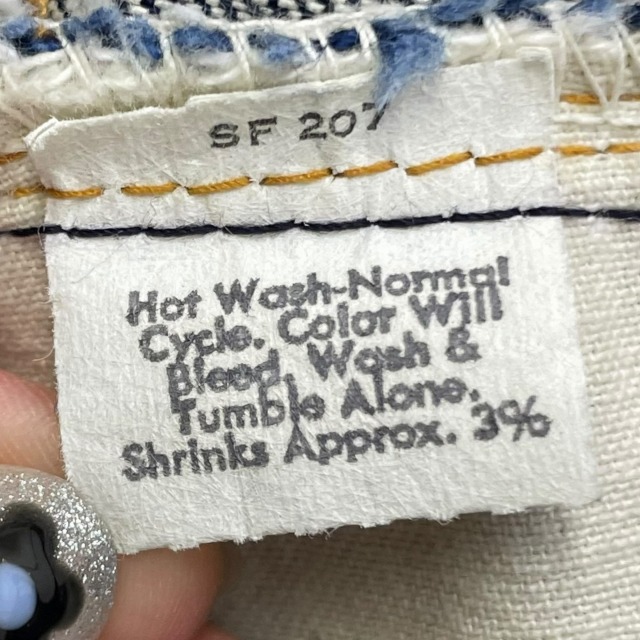 SF 207
Hot Wash-Normal
Cycle. Color Will
Bleed, Wash &
Tumble Alone.
Shrinks Approx. 3%